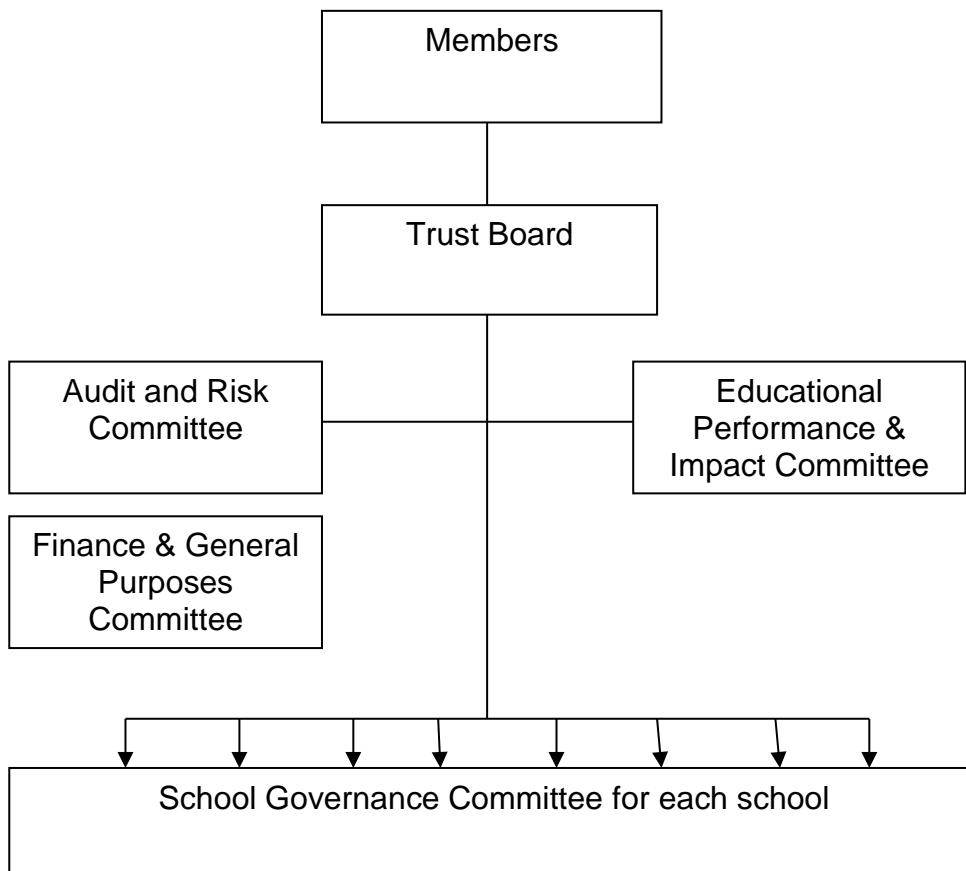 Members
Trust Board
Audit and Risk
Committee
Educational
Performance &
Impact Committee
Finance & General
Purposes
Committee
School Governance Committee for each school